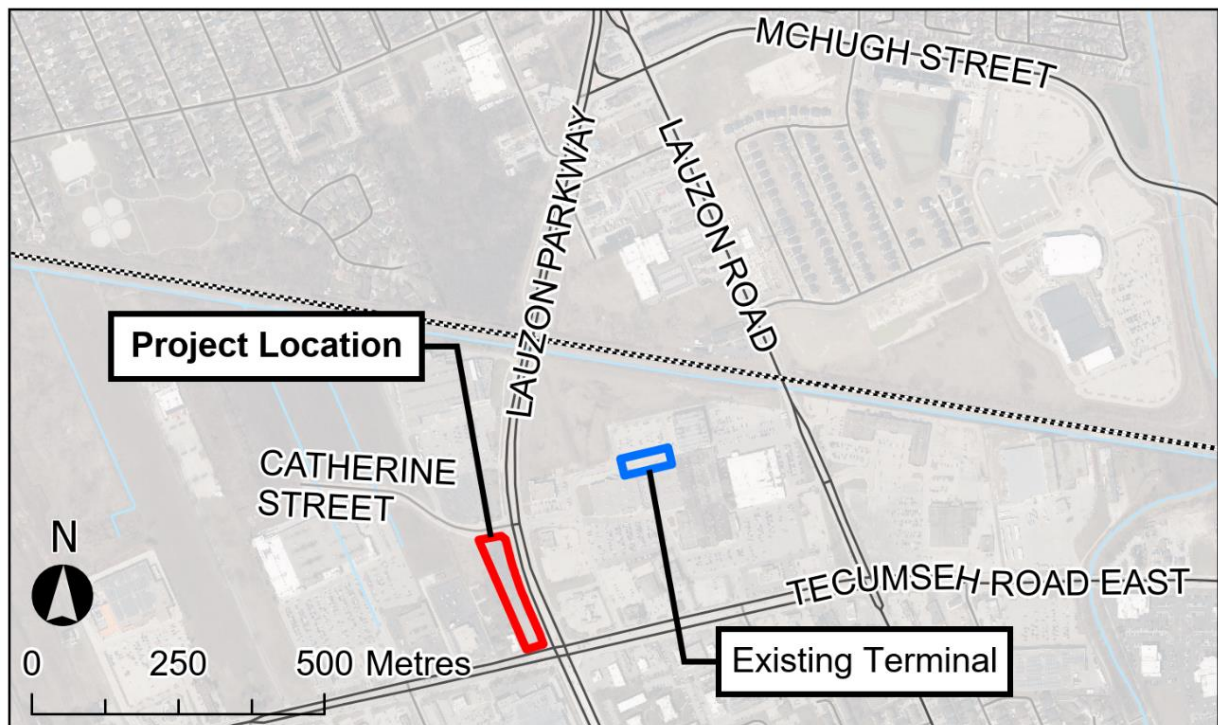 MCHUGH STREET
LAUZON PARKWAY
LAUZON ROAD
Project Location
CATHERINE
STREET
N
TECUMSEH ROAD EAST
Existing Terminal
0 250 500 Metres